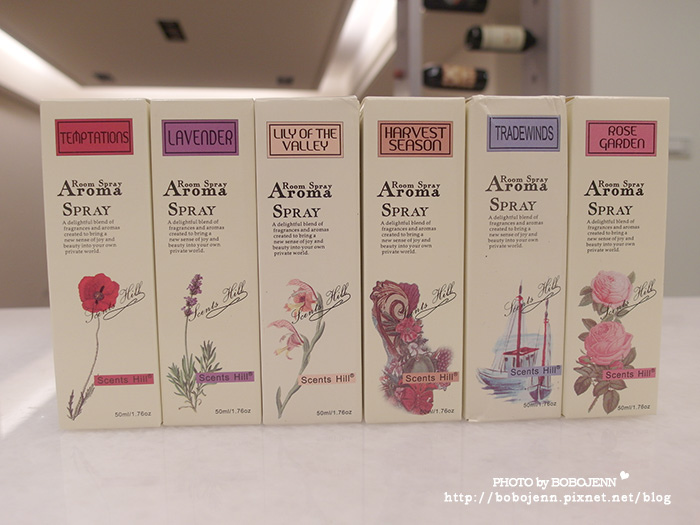 TEMPTATIONS
Room Spray
Aroma
SPRAY
A delightful blend of
fragrances and aromas
created to bring a
new sense of joy and
beauty into your own
private world.
Scents Hill
Scents Hill®
50ml/1.76oz
LAVENDER
Room Spray
Aroma
SPRAY
A delightful blend of
fragrances and aromas
created to bring a
new sense of joy and
beauty into your own
private world.
Scents Hill
Scents Hill®
50ml/1.76oz
LILY OF THE
VALLEY
Room Spray
Aroma
SPRAY
A delightful blend of
fragrances and aromas
created to bring a
new sense of joy and
beauty into your own
private world.
Scents Hill
Scents Hill®
50ml/1.76oz
HARVEST
SEASON
Room Spray
Aroma
SPRAY
A delightful blend of
fragrances and aromas
created to bring a
new sense of joy and
beauty into your own
private world.
Scents Hill
Scents Hill®
50ml/1.76oz
TRADEWINDS
Room Spray
Aroma
SPRAY
A delightful blend of
fragrances and aromas
created to bring a
new sense of joy and
beauty into your own
private world.
Scents Hill
Scents Hill®
50ml/1.76oz
ROSE
GARDEN
Room Spray
Aroma
SPRAY
A delightful blend of
fragrances and aromas
created to bring a
new sense of joy and
beauty into your own
private world.
Scents Hill
Scents Hill®
50ml/1.76oz
PHOTO by BOBOJENN
http://bobojenn.pixnet.net/blog